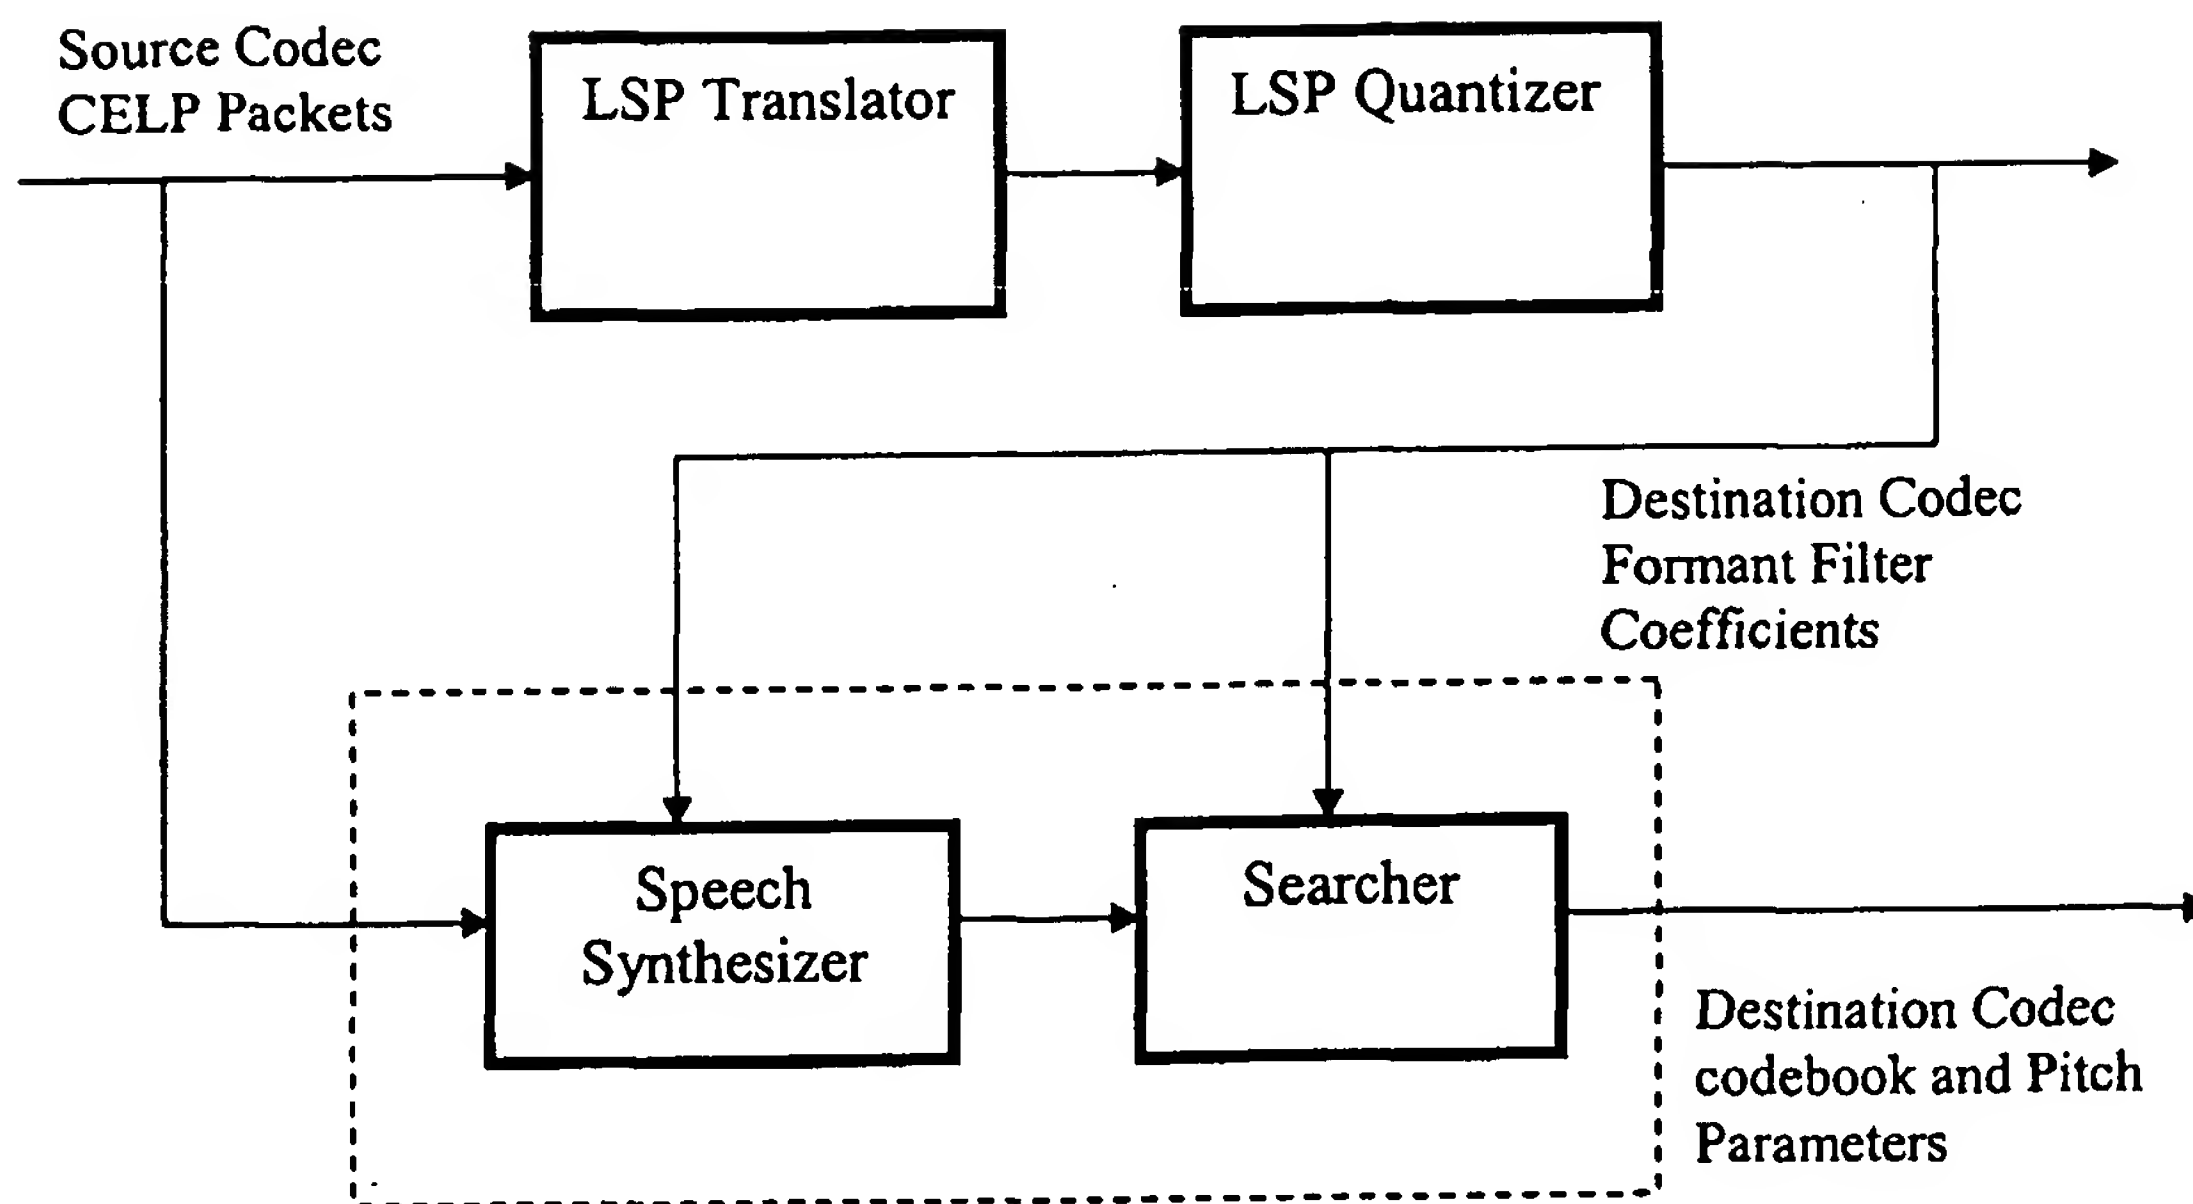 Source Codec
CELP Packets
LSP Translator
LSP Quantizer
Destination Codec
Formant Filter
Coefficients
Speech
Synthesizer
Searcher
Destination Codec
codebook and Pitch
Parameters